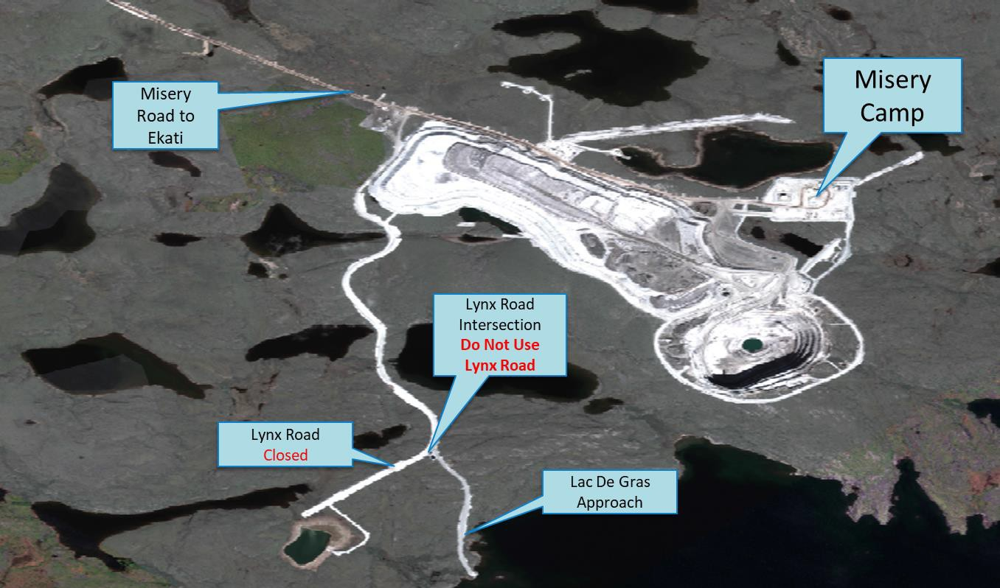 Misery
Camp
Misery
Road to
Ekati
Lynx Road
Intersection
Do Not Use
Lynx Road
Lynx Road
Closed
Lac De Gras
Approach